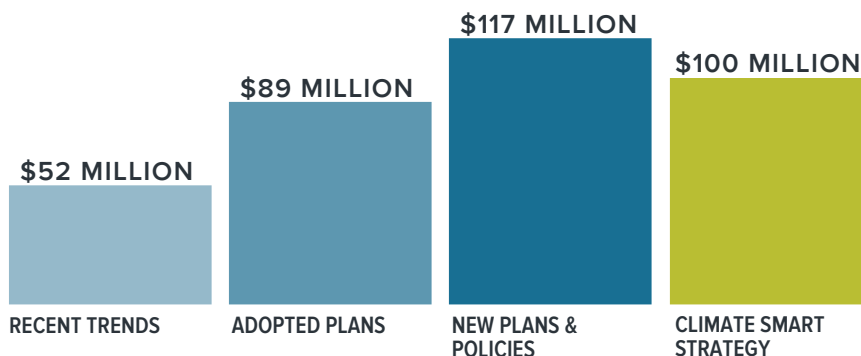 $117 MILLION
$100 MILLION
$89 MILLION
$52 MILLION
RECENT TRENDS
ADOPTED PLANS
NEW PLANS &
POLICIES
CLIMATE SMART
STRATEGY